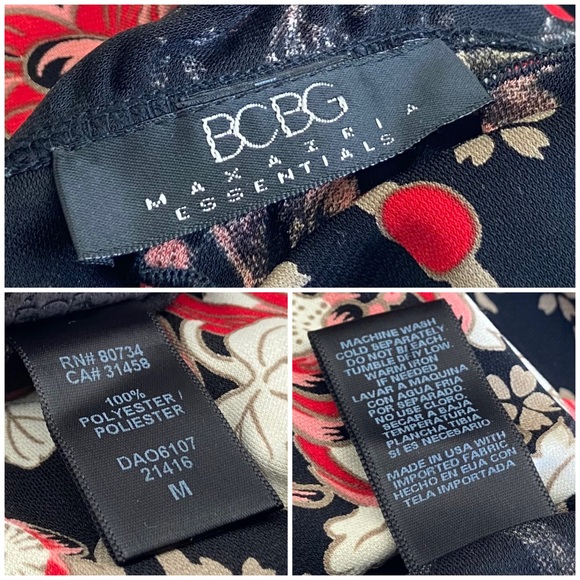 BCBG
MAXAZRIA
ESSENTIALS
RN# 80734
CA# 31458
100%
POLYESTER /
POLIÉSTER
DAO6107
21416
M
MACHINE WASH
COLD SEPARATELY
DO NOT BLEACH.
TUMBLE DRY LOW
WARM IRON
IF NEEDED
LAVAR A MAQUINA
CON AGUA FRIA
POR SEPARADO
NO USE CLORO.
SECAR A BAJA
TEMPERATURA.
PLANCHA TIBIA
SI ES NECESARIO
MADE IN USA WITH
IMPORTED FABRIC
HECHO EN EUA CON
TELA IMPORTADA